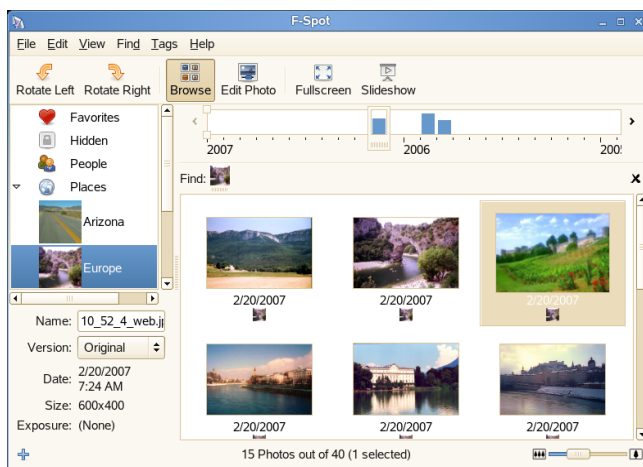 F-Spot
File Edit View Find Tags Help
Rotate Left Rotate Right Browse Edit Photo Fullscreen Slideshow
Favorites
Hidden
People
Places
Arizona
Europe
2007 2006 200
Find:
2/20/2007 2/20/2007 2/20/2007
2/20/2007 2/20/2007 2/20/2007
Name: 10_52_4_web.jp
Version: Original
Date: 2/20/2007
7:24 AM
Size: 600x400
Exposure: (None)
15 Photos out of 40 (1 selected)